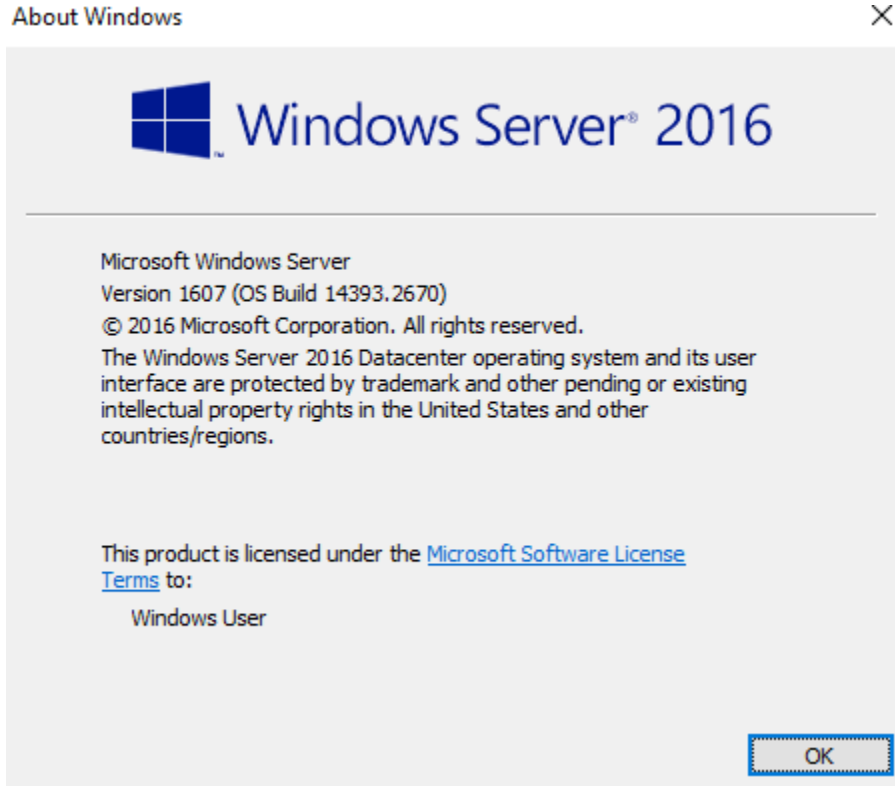 About Windows
Windows Server® 2016
Microsoft Windows Server
Version 1607 (OS Build 14393.2670)
© 2016 Microsoft Corporation. All rights reserved.
The Windows Server 2016 Datacenter operating system and its user
interface are protected by trademark and other pending or existing
intellectual property rights in the United States and other
countries/regions.
This product is licensed under the Microsoft Software License
Terms to:
Windows User
OK